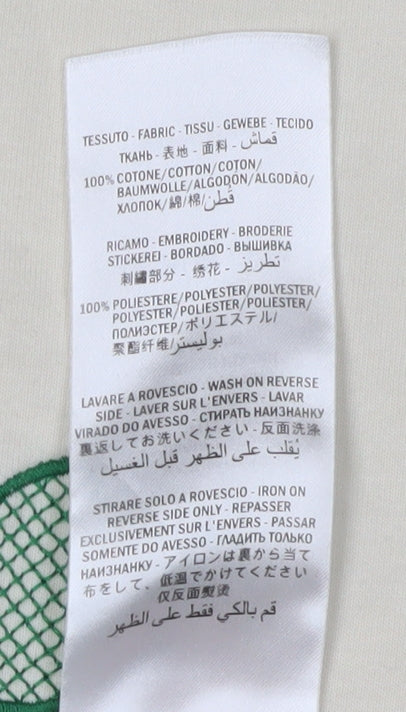 TESSUTO - FABRIC - TISSU - GEWEBE - TECIDO
ТКАНЬ - 表地 - 面料 - قماش
100% COTONE/COTTON/COTON/
BAUMWOLLE/ALGODÓN/ALGODÃO/
ХЛОПОК/綿/棉/قُطن
RICAMO - EMBROIDERY - BRODERIE
STICKEREI - BORDADO - ВЫШИВКА
刺繍部分 - 绣花 - تطريز
100% POLIESTERE/POLYESTER/POLYESTER/
POLYESTER/POLIÉSTER/POLIESTER/
ПОЛИЭСТЕР/ポリエステル/
聚酯纤维/بوليستر
LAVARE A ROVESCIO - WASH ON REVERSE
SIDE - LAVER SUR L'ENVERS - LAVAR
VIRADO DO AVESSO - СТИРАТЬ НАИЗНАНКУ
裏返してお洗いください - 反面洗涤
يُقلب على الظهر قبل الغسيل
STIRARE SOLO A ROVESCIO - IRON ON
REVERSE SIDE ONLY - REPASSER
EXCLUSIVEMENT SUR L'ENVERS - PASSAR
SOMENTE DO AVESSO - ГЛАДИТЬ ТОЛЬКО
НАИЗНАНКУ - アイロンは裏から当て
布をして、低温でかけてください
仅反面熨烫
قم بالكي فقط على الظهر